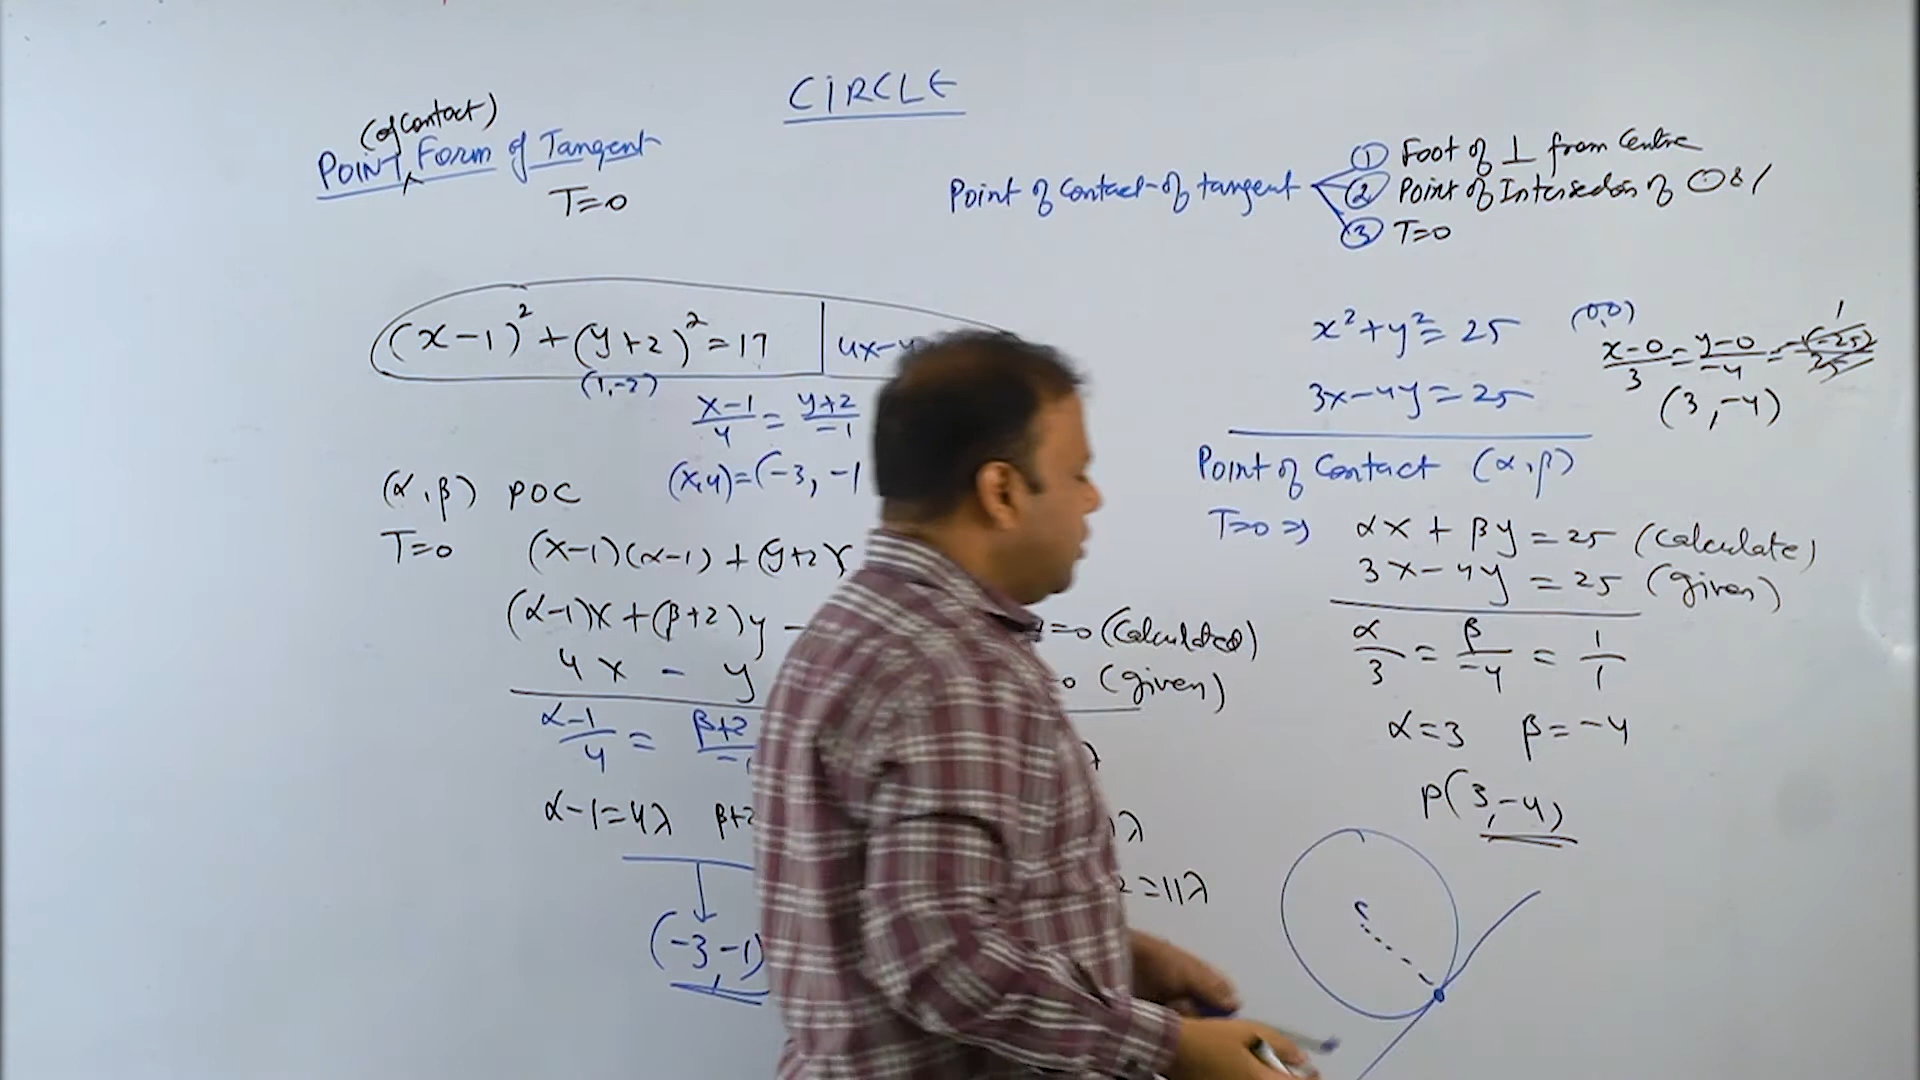 CIRCLE
(of Contact)
POINT Form of Tangent
T=0
Point of Contact of tangent
① Foot of ⊥ from Centre
② Point of Intersection of ○ & /
③ T=0
(x-1)² + (y+2)² = 17 | 4x-y
(1,-2)
x-1/4 = y+2/-1
(x,y)=(-3, -1
(α,β) POC
T=0 (x-1)(α-1) + (y+2)
(α-1)x + (β+2)y - =0 (Calculated)
4x - y 0 (given)
α-1/4 = β+2/-1 λ
α-1=4λ β+2 λ
2=11λ
(-3,-1)
x²+y²=25
3x-4y=25
(0,0)
x-0/3 = y-0/-4 = -(-25)/25 1
(3,-4)
Point of Contact (α,β)
T=0 ⇒ αx + βy = 25 (Calculate)
3x-4y = 25 (given)
α/3 = β/-4 = 1/1
α=3 β=-4
P(3,-4)
C